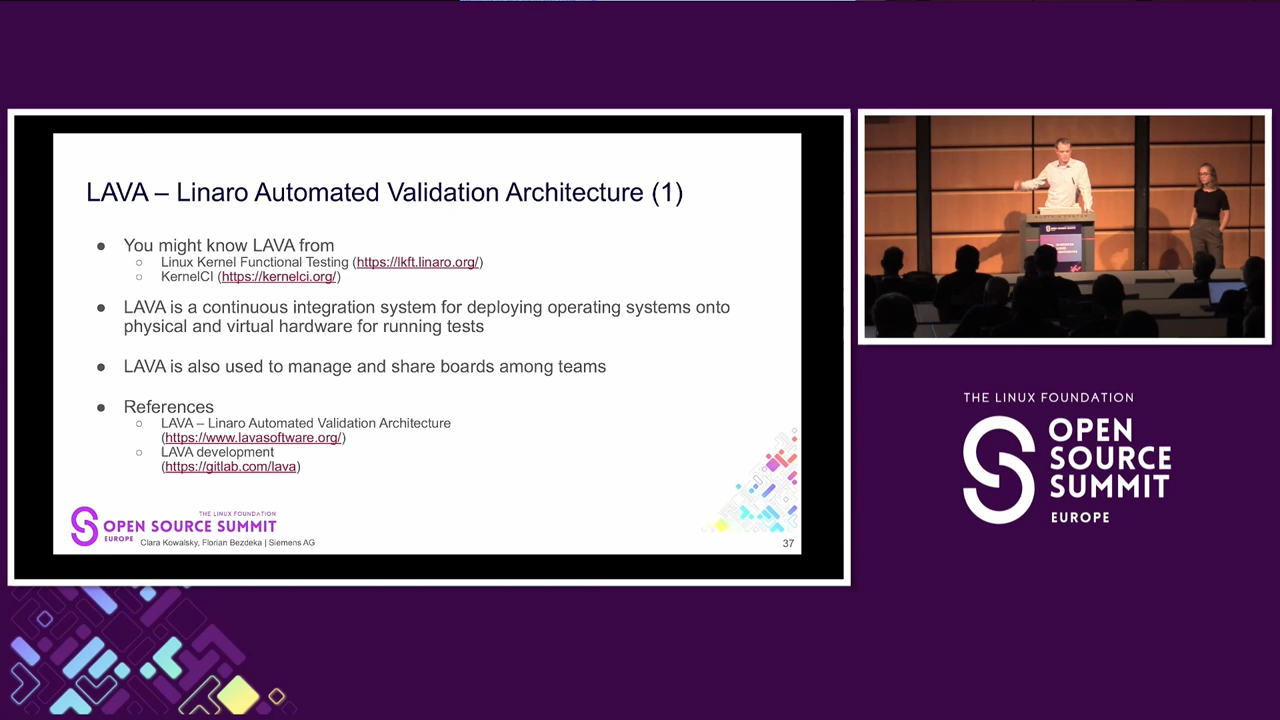 LAVA – Linaro Automated Validation Architecture (1)
● You might know LAVA from
○ Linux Kernel Functional Testing (https://lkft.linaro.org/)
○ KernelCI (https://kernelci.org/)
● LAVA is a continuous integration system for deploying operating systems onto
physical and virtual hardware for running tests
● LAVA is also used to manage and share boards among teams
● References
○ LAVA – Linaro Automated Validation Architecture
(https://www.lavasoftware.org/)
○ LAVA development
(https://gitlab.com/lava)
THE LINUX FOUNDATION
OPEN SOURCE SUMMIT
EUROPE
Clara Kowalsky, Florian Bezdeka | Siemens AG
37
THE LINUX FOUNDATION
OPEN
SOURCE
SUMMIT
EUROPE